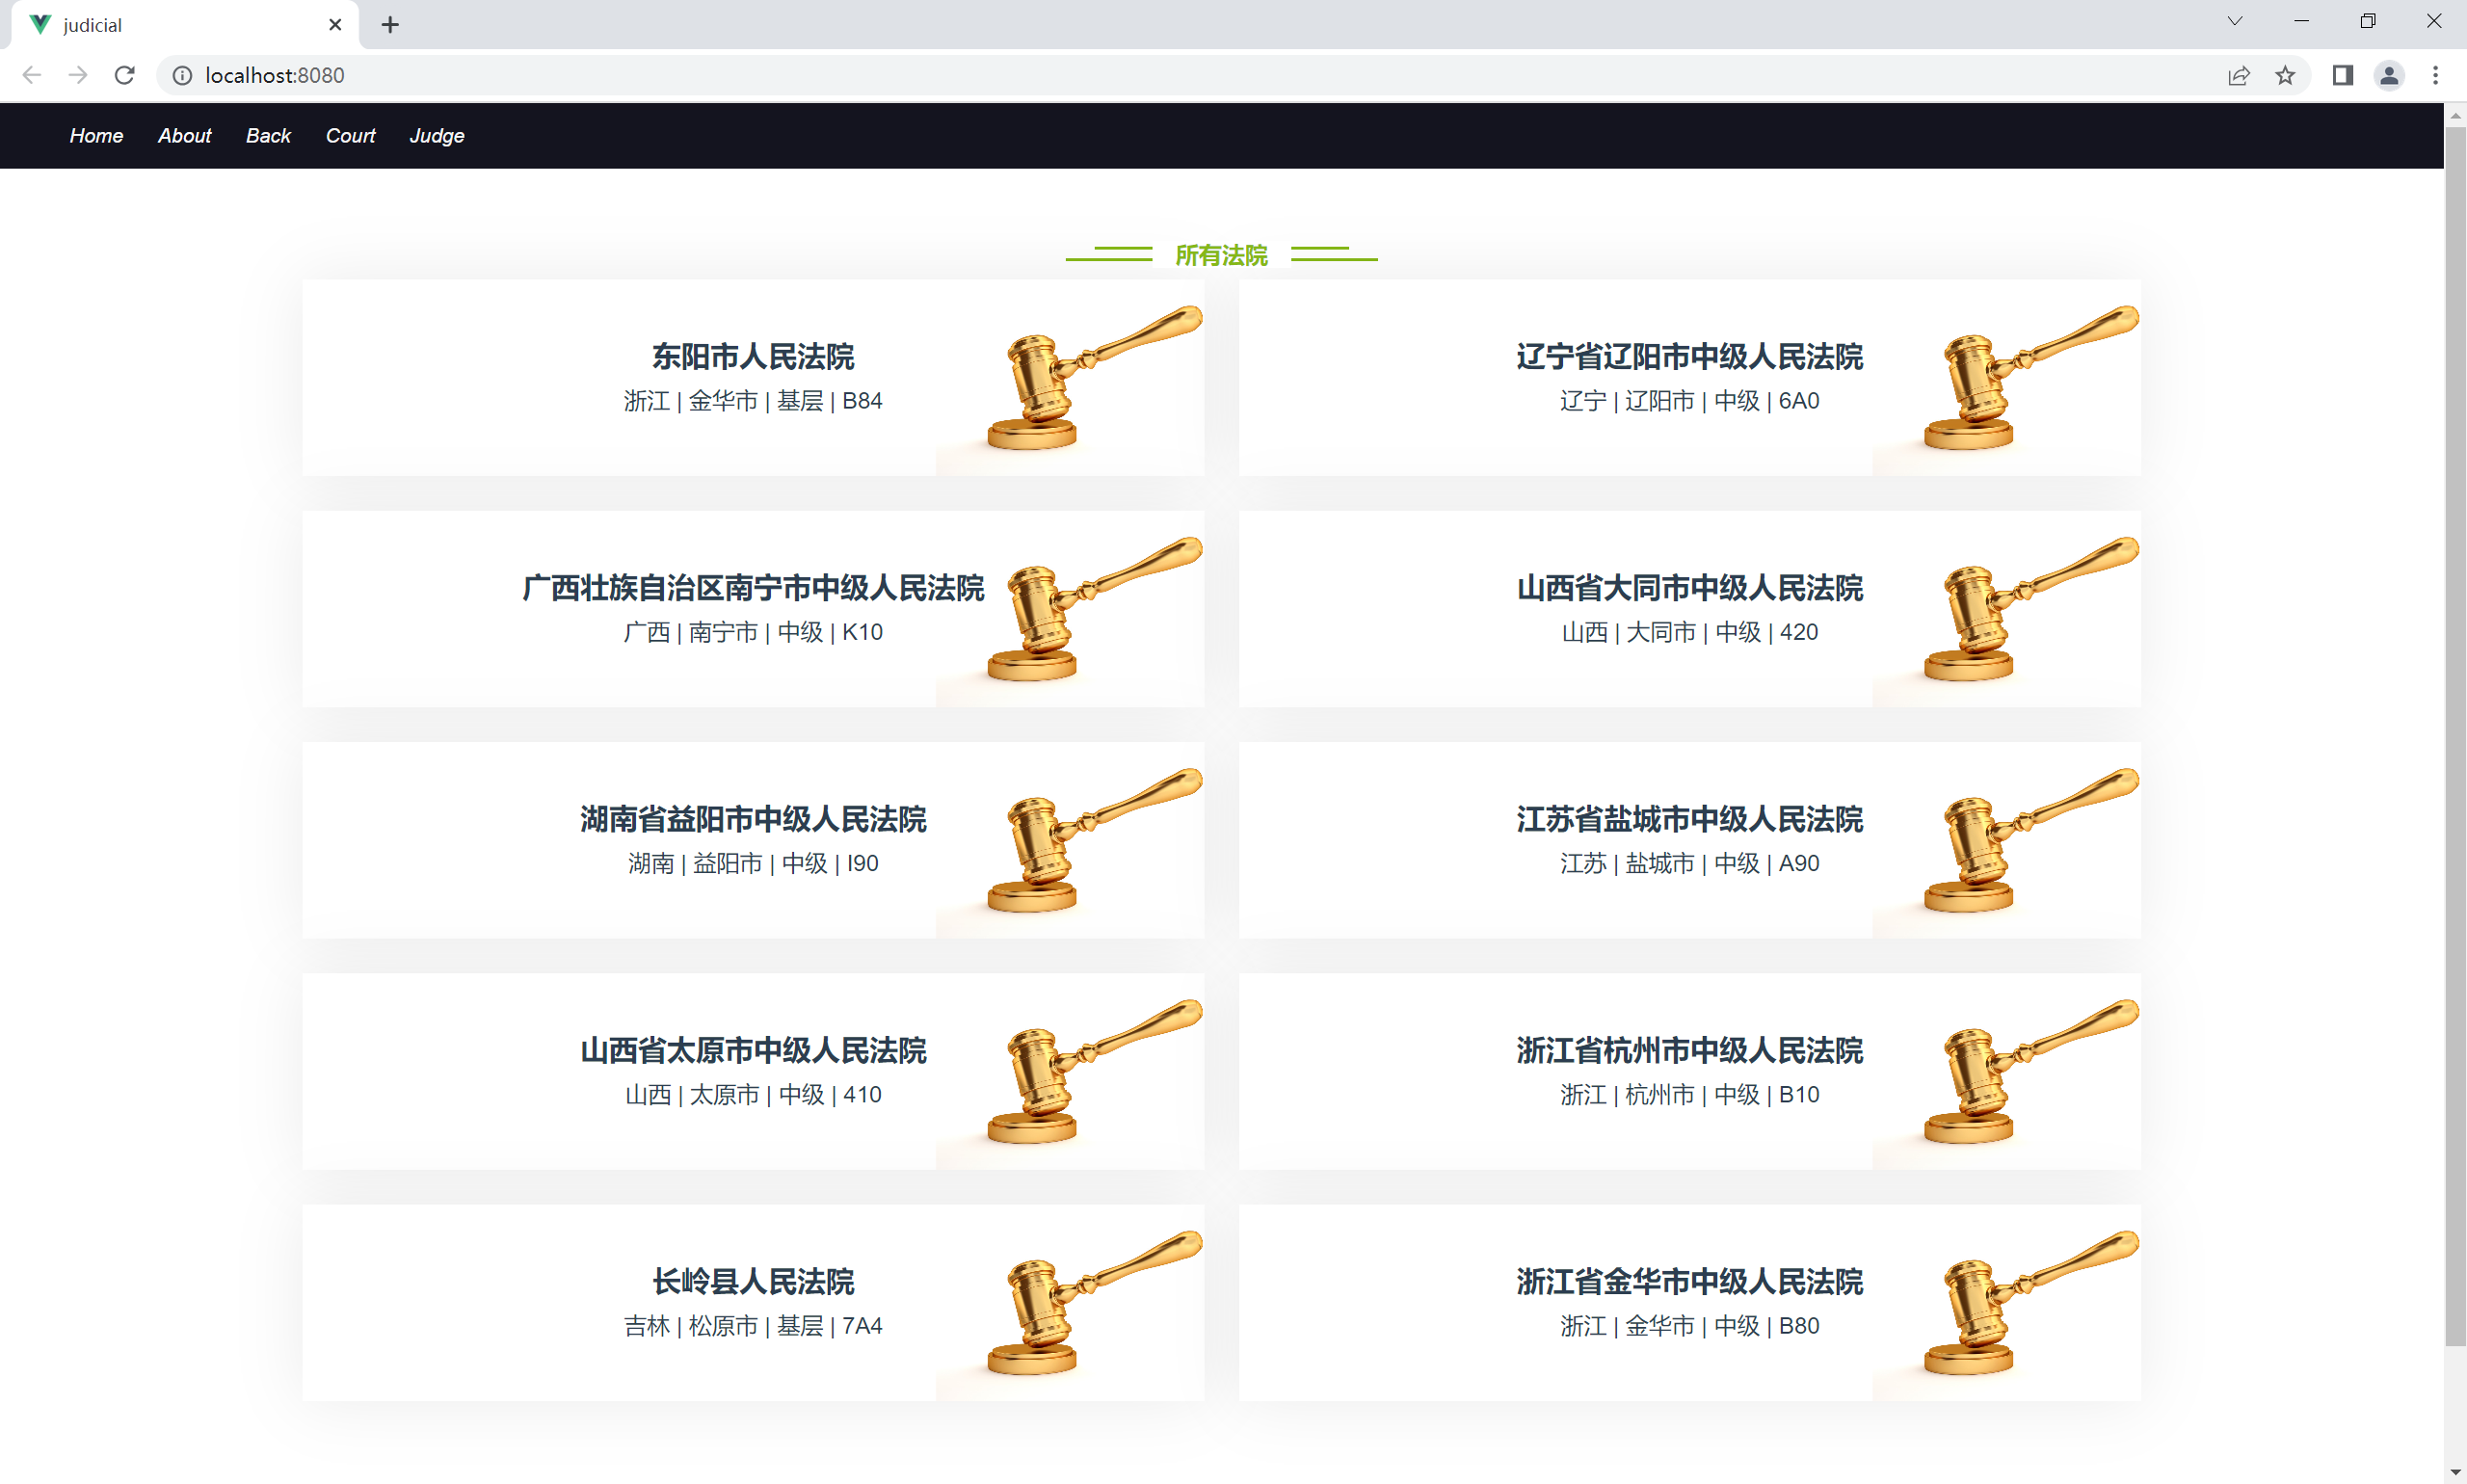 judicial
localhost:8080
Home About Back Court Judge
所有法院
东阳市人民法院
浙江 | 金华市 | 基层 | B84
辽宁省辽阳市中级人民法院
辽宁 | 辽阳市 | 中级 | 6A0
广西壮族自治区南宁市中级人民法院
广西 | 南宁市 | 中级 | K10
山西省大同市中级人民法院
山西 | 大同市 | 中级 | 420
湖南省益阳市中级人民法院
湖南 | 益阳市 | 中级 | I90
江苏省盐城市中级人民法院
江苏 | 盐城市 | 中级 | A90
山西省太原市中级人民法院
山西 | 太原市 | 中级 | 410
浙江省杭州市中级人民法院
浙江 | 杭州市 | 中级 | B10
长岭县人民法院
吉林 | 松原市 | 基层 | 7A4
浙江省金华市中级人民法院
浙江 | 金华市 | 中级 | B80